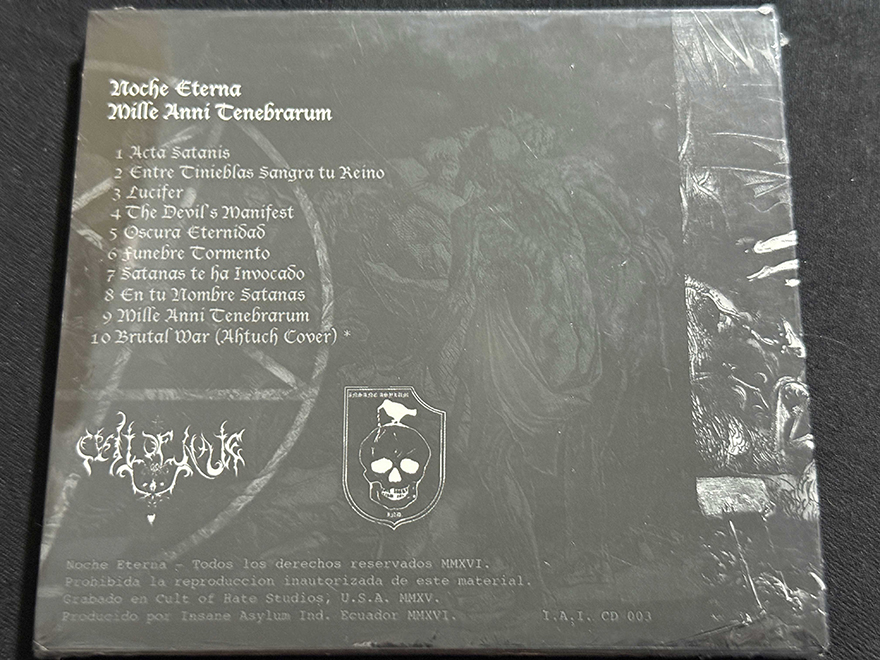 Noche Eterna
Mille Anni Tenebrarum
1 Acta Satanis
2 Entre Tinieblas Sangra tu Reino
3 Lucifer
4 The Devil's Manifest
5 Oscura Eternidad
6 Funebre Tormento
7 Satanas te ha Invocado
8 En tu Nombre Satanas
9 Mille Anni Tenebrarum
10 Brutal War (Ahtuch Cover) *
INSANE ASYLUM
IND.
Noche Eterna - Todos los derechos reservados MMXVI.
Prohibida la reproduccion inautorizada de este material.
Grabado en Cult of Hate Studios, U.S.A. MMXV.
Producido por Insane Asylum Ind. Ecuador MMXVI.
I.A.I. CD 003